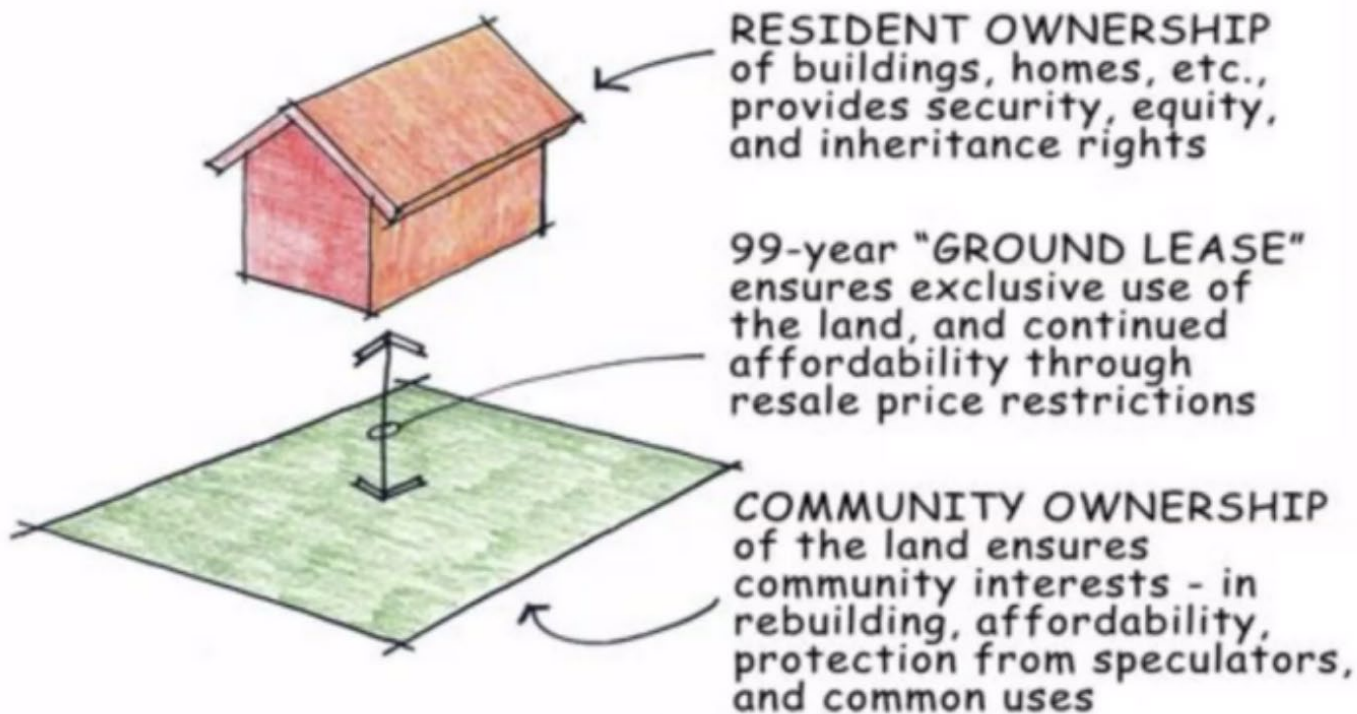 RESIDENT OWNERSHIP
of buildings, homes, etc.,
provides security, equity,
and inheritance rights
99-year “GROUND LEASE”
ensures exclusive use of
the land, and continued
affordability through
resale price restrictions
COMMUNITY OWNERSHIP
of the land ensures
community interests - in
rebuilding, affordability,
protection from speculators,
and common uses